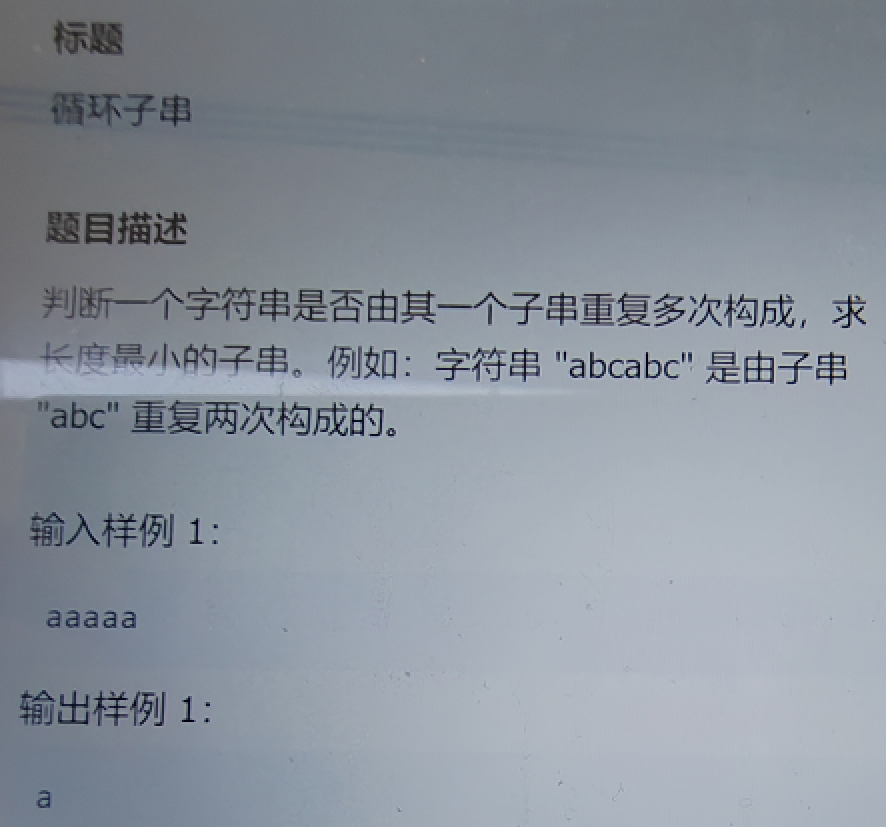 标题
循环子串
题目描述
判断一个字符串是否由其一个子串重复多次构成，求
长度最小的子串。例如：字符串 "abcabc" 是由子串
"abc" 重复两次构成的。
输入样例 1：
aaaaa
输出样例 1：
a